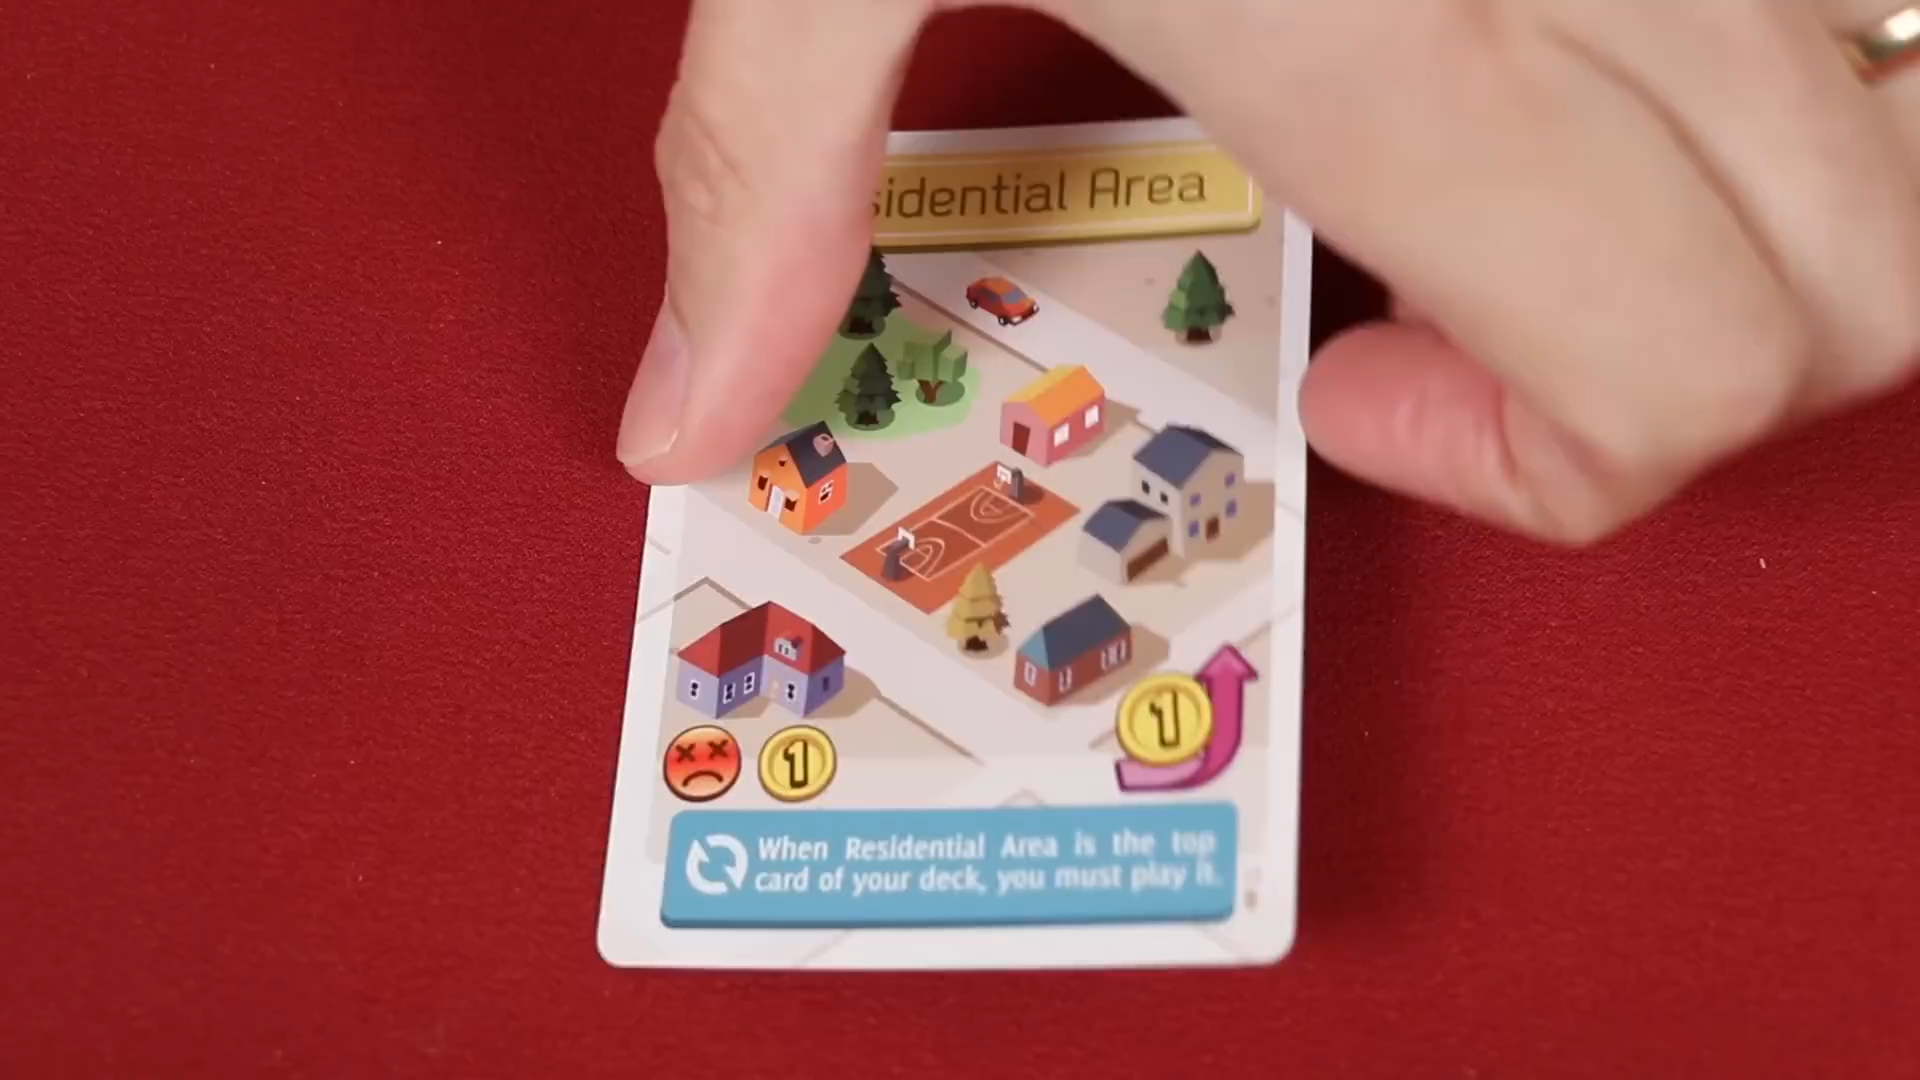 sidential Area
1
1
When Residential Area is the top
card of your deck, you must play it.